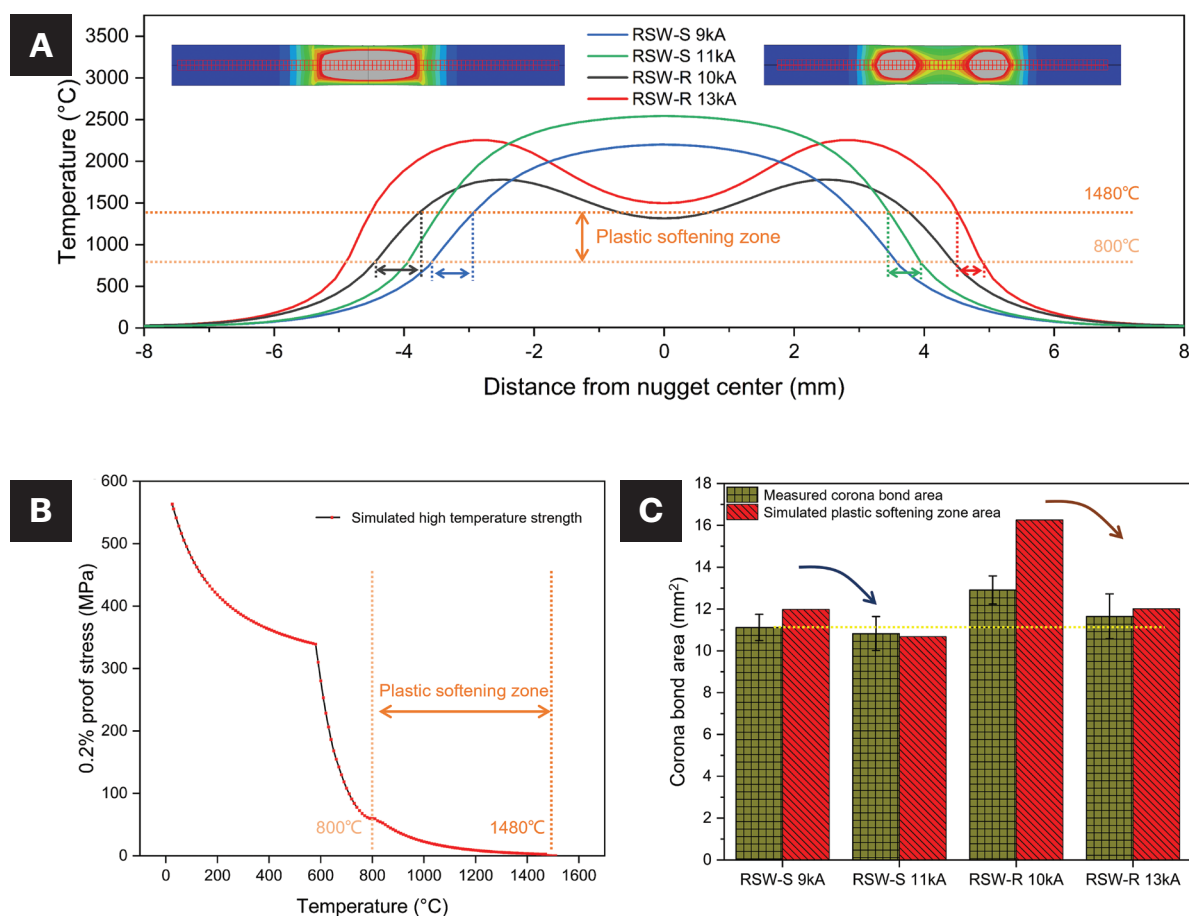 A
3500
3000
2500
2000
1500
1000
500
0
Temperature (°C)
RSW-S 9kA
RSW-S 11kA
RSW-R 10kA
RSW-R 13kA
1480℃
Plastic softening zone
800℃
-8
-6
-4
-2
0
2
4
6
8
Distance from nugget center (mm)
B
600
500
400
300
200
100
0
0.2% proof stress (MPa)
Simulated high temperature strength
Plastic softening zone
800℃
1480℃
0
200
400
600
800
1000
1200
1400
1600
Temperature (°C)
C
18
16
14
12
10
8
6
4
2
0
Corona bond area (mm²)
Measured corona bond area
Simulated plastic softening zone area
RSW-S 9kA
RSW-S 11kA
RSW-R 10kA
RSW-R 13kA